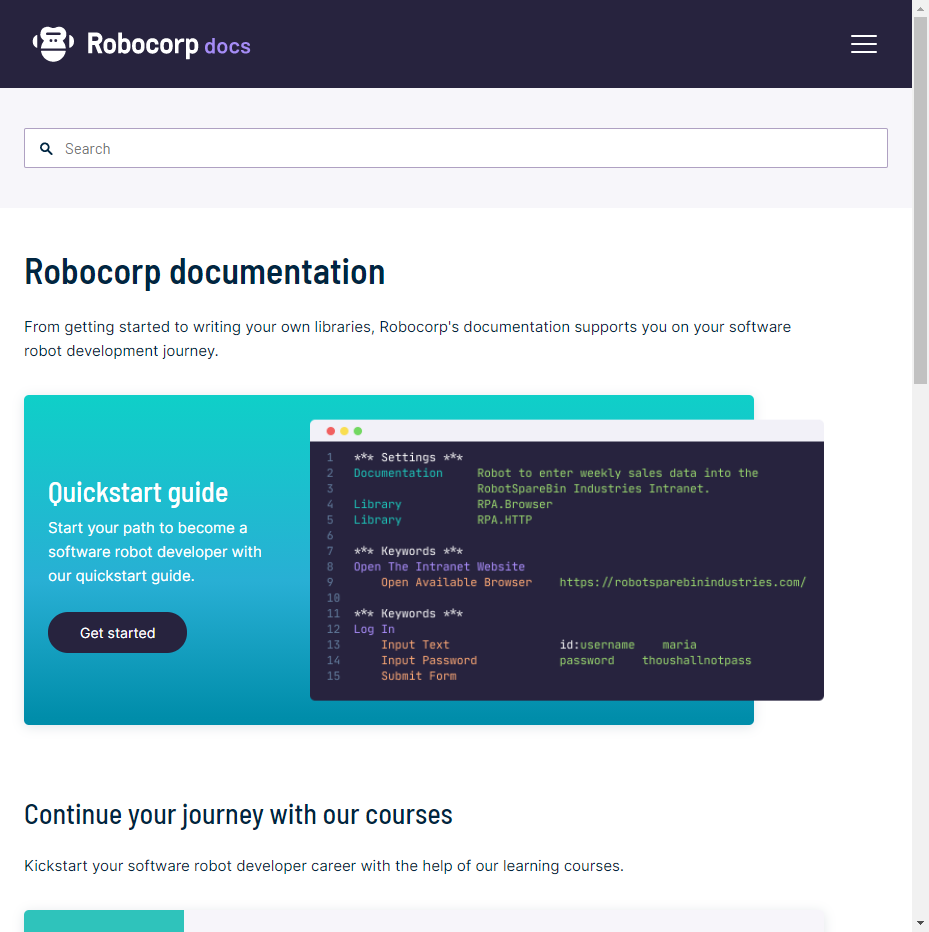 Robocorp docs
Search
Robocorp documentation
From getting started to writing your own libraries, Robocorp's documentation supports you on your software
robot development journey.
Quickstart guide
Start your path to become a
software robot developer with
our quickstart guide.
Get started
1 *** Settings ***
2 Documentation Robot to enter weekly sales data into the
3 RobotSpareBin Industries Intranet.
4 Library RPA.Browser
5 Library RPA.HTTP
6
7 *** Keywords ***
8 Open The Intranet Website
9 Open Available Browser https://robotsparebinindustries.com/
10
11 *** Keywords ***
12 Log In
13 Input Text id:username maria
14 Input Password password thoushallnotpass
15 Submit Form
Continue your journey with our courses
Kickstart your software robot developer career with the help of our learning courses.